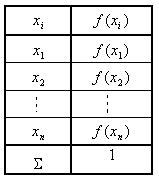 xᵢ f(xᵢ)
x₁ f(x₁)
x₂ f(x₂)
⋮ ⋮
xₙ f(xₙ)
Σ 1